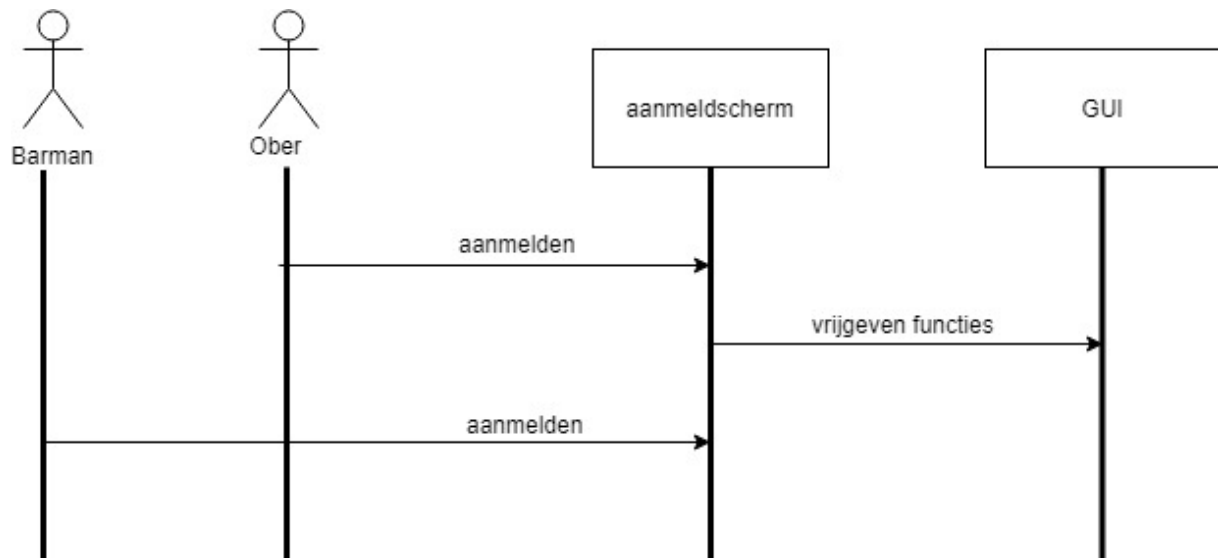 Barman
Ober
aanmeldscherm
GUI
aanmelden
vrijgeven functies
aanmelden